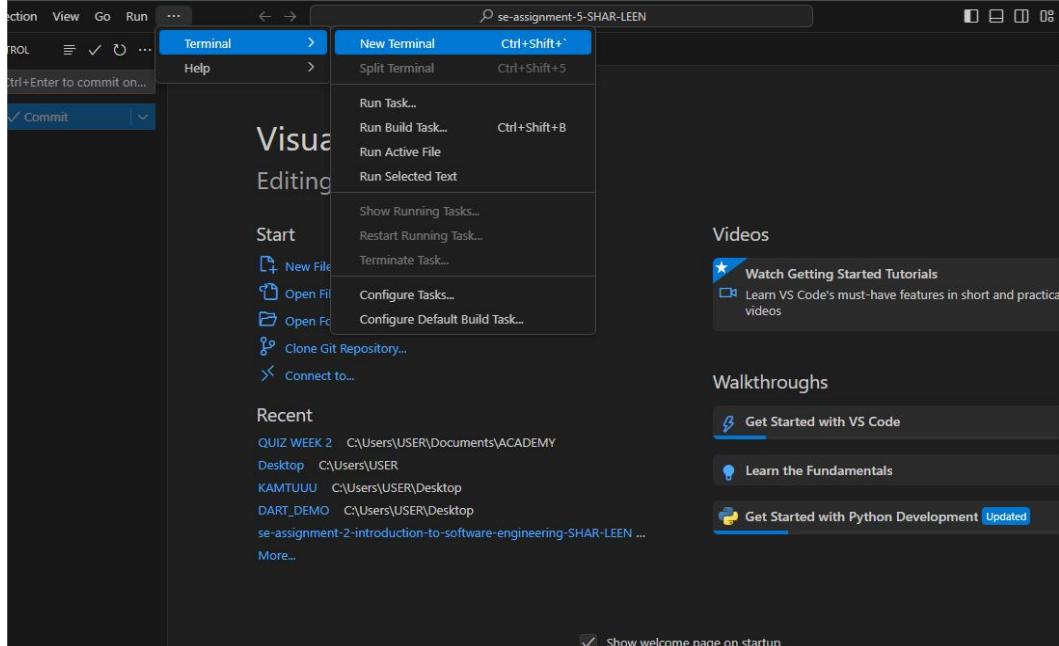 ection View Go Run ... se-assignment-5-SHAR-LEEN
TROL
Ctrl+Enter to commit on...
Commit
Terminal
Help
New Terminal Ctrl+Shift+`
Split Terminal Ctrl+Shift+5
Run Task...
Run Build Task... Ctrl+Shift+B
Run Active File
Run Selected Text
Show Running Tasks...
Restart Running Task...
Terminate Task...
Configure Tasks...
Configure Default Build Task...
Visua
Editing
Start
New File
Open Fil
Open Fo
Clone Git Repository...
Connect to...
Recent
QUIZ WEEK 2 C:\Users\USER\Documents\ACADEMY
Desktop C:\Users\USER
KAMTUUU C:\Users\USER\Desktop
DART_DEMO C:\Users\USER\Desktop
se-assignment-2-introduction-to-software-engineering-SHAR-LEEN ...
More...
Videos
Watch Getting Started Tutorials
Learn VS Code's must-have features in short and practica
videos
Walkthroughs
Get Started with VS Code
Learn the Fundamentals
Get Started with Python Development Updated
Show welcome page on startup